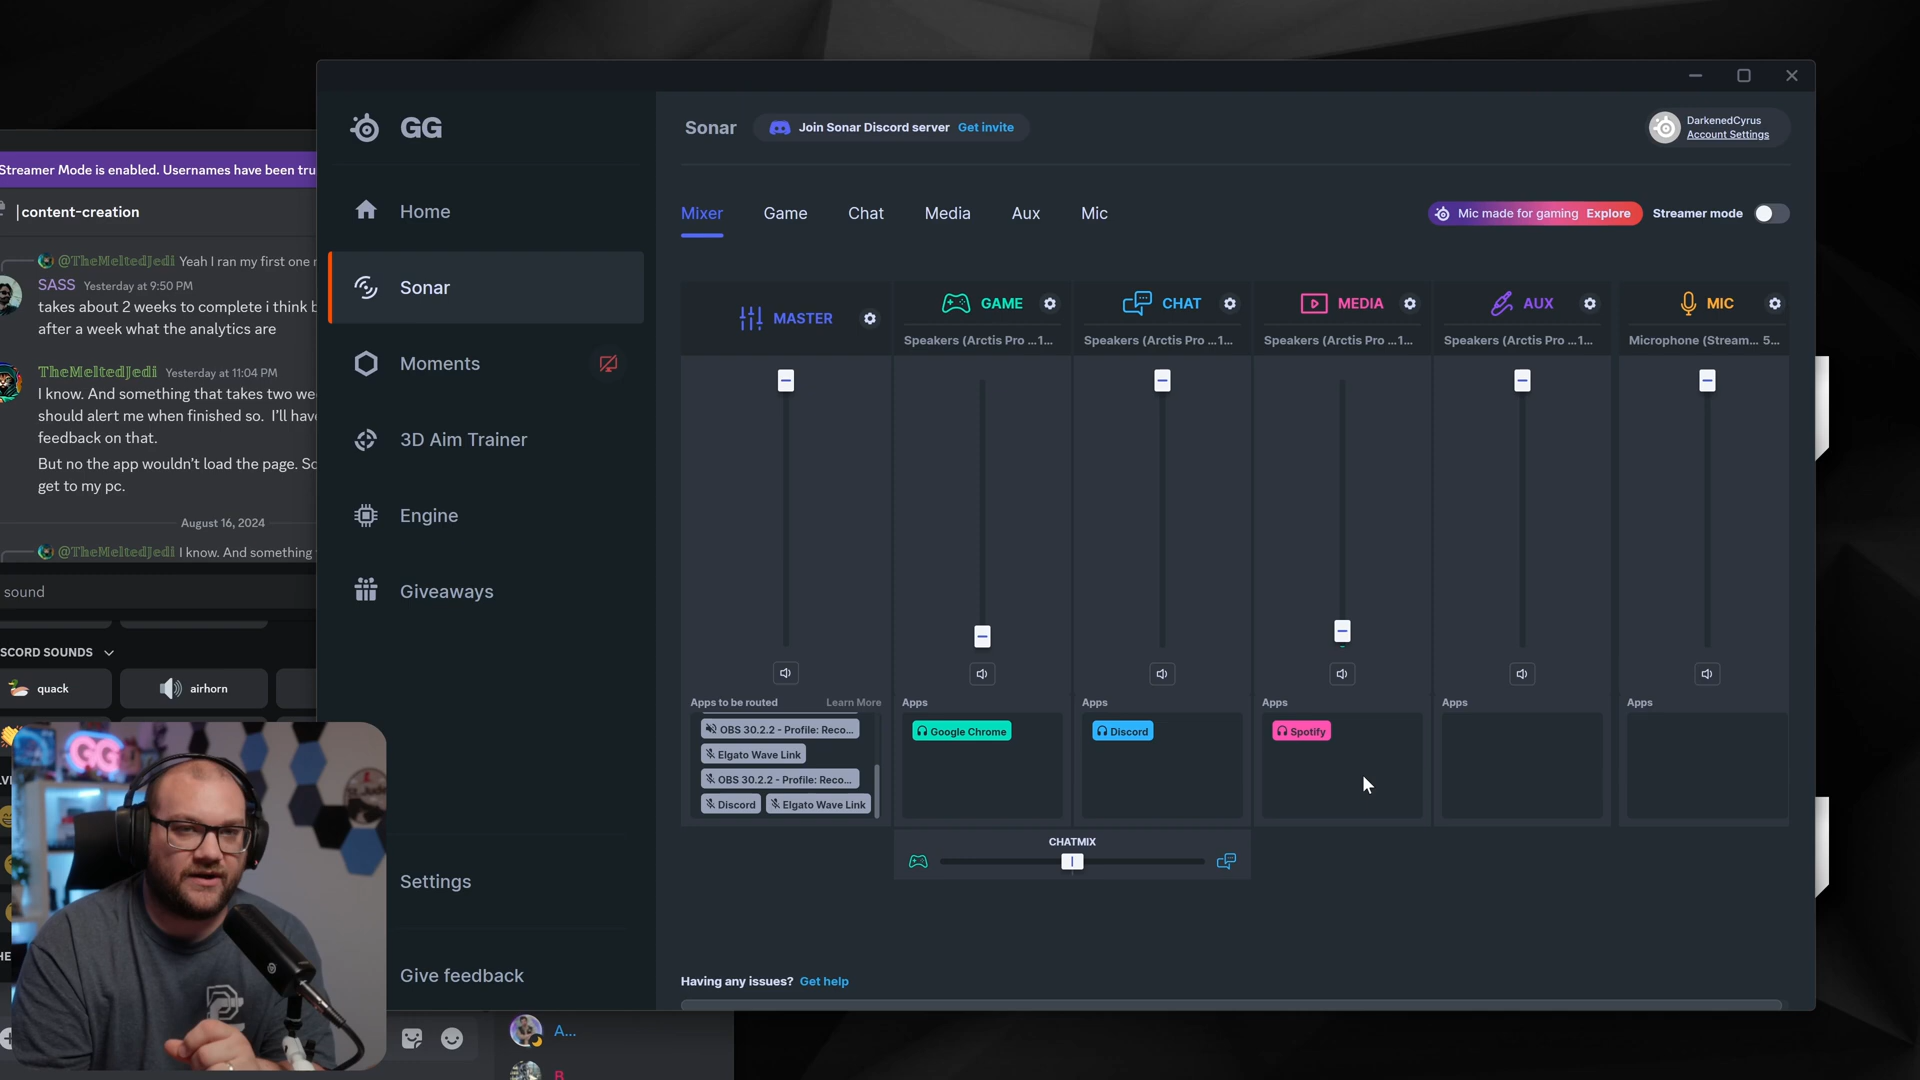 Streamer Mode is enabled. Usernames have been tru
content-creation
@TheMeltedJedi Yeah I ran my first one
SASS Yesterday at 9:50 PM
takes about 2 weeks to complete i think
after a week what the analytics are
TheMeltedJedi Yesterday at 11:04 PM
I know. And something that takes two we
should alert me when finished so. I'll hav
feedback on that.
But no the app wouldn't load the page. So
get to my pc.
August 16, 2024
@TheMeltedJedi I know. And something
sound
SCORD SOUNDS
quack
airhorn
HE
A...
B
GG
Home
Sonar
Moments
3D Aim Trainer
Engine
Giveaways
Settings
Give feedback
Sonar
Join Sonar Discord server Get invite
DarkenedCyrus
Account Settings
Mixer Game Chat Media Aux Mic
Mic made for gaming Explore
Streamer mode
MASTER
GAME
Speakers (Arctis Pro ...1...
CHAT
Speakers (Arctis Pro ...1...
MEDIA
Speakers (Arctis Pro ...1...
AUX
Speakers (Arctis Pro ...1...
MIC
Microphone (Stream... 5...
Apps to be routed Learn More
OBS 30.2.2 - Profile: Reco...
Elgato Wave Link
OBS 30.2.2 - Profile: Reco...
Discord Elgato Wave Link
Apps
Google Chrome
Apps
Discord
Apps
Spotify
Apps
Apps
CHATMIX
Having any issues? Get help
GG
St. Jude